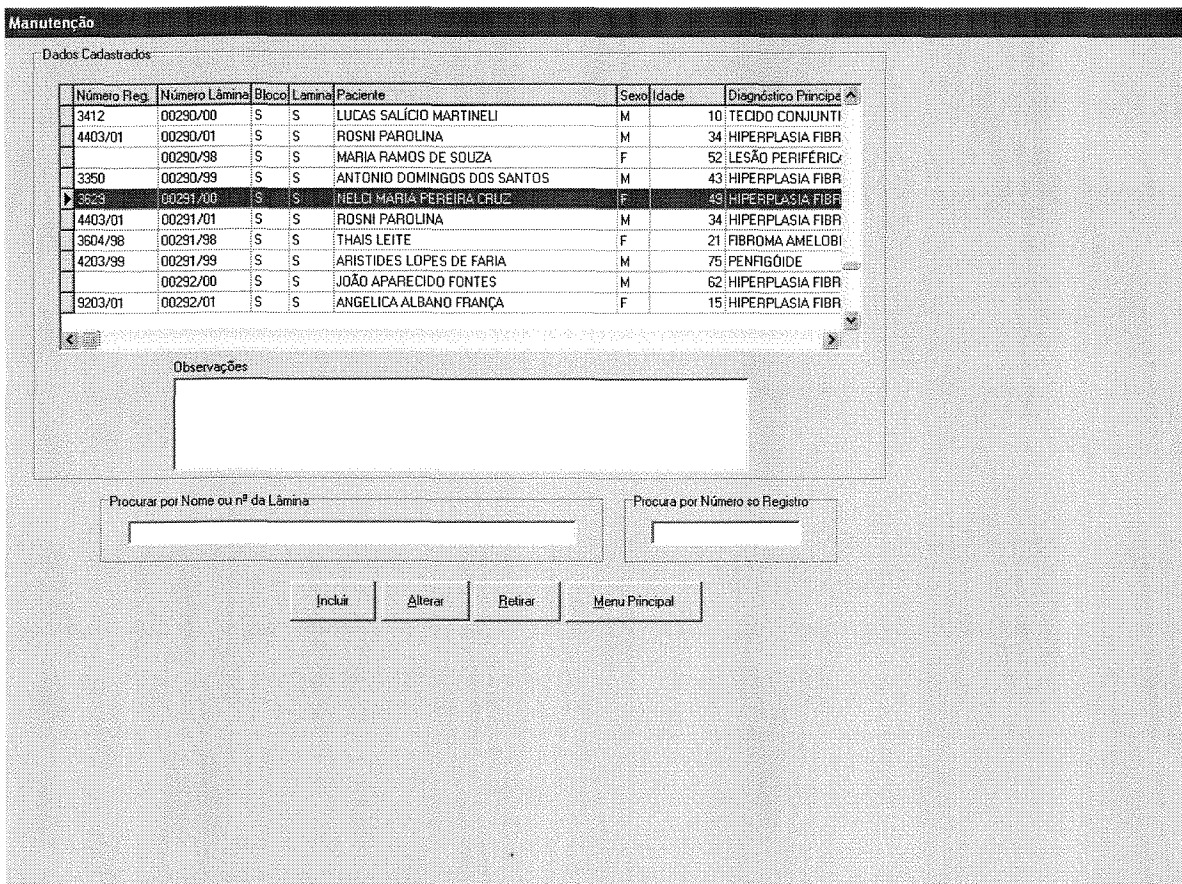 Manutenção
Dados Cadastrados
Número Reg. Número Lâmina Bloco Lamina Paciente Sexo Idade Diagnóstico Principa
3412 00290/00 S S LUCAS SALÍCIO MARTINELI M 10 TECIDO CONJUNTI
4403/01 00290/01 S S ROSNI PAROLINA M 34 HIPERPLASIA FIBR
00290/98 S S MARIA RAMOS DE SOUZA F 52 LESÃO PERIFÉRIC
3350 00290/99 S S ANTONIO DOMINGOS DOS SANTOS M 43 HIPERPLASIA FIBR
3629 00291/00 S S NELCI MARIA PEREIRA CRUZ F 49 HIPERPLASIA FIBR
4403/01 00291/01 S S ROSNI PAROLINA M 34 HIPERPLASIA FIBR
3604/98 00291/98 S S THAIS LEITE F 21 FIBROMA AMELOBI
4203/99 00291/99 S S ARISTIDES LOPES DE FARIA M 75 PENFIGÓIDE
00292/00 S S JOÃO APARECIDO FONTES M 62 HIPERPLASIA FIBR
9203/01 00292/01 S S ANGELICA ALBANO FRANÇA F 15 HIPERPLASIA FIBR
Observações
Procurar por Nome ou nº da Lâmina Procura por Número so Registro
Incluir Alterar Retirar Menu Principal